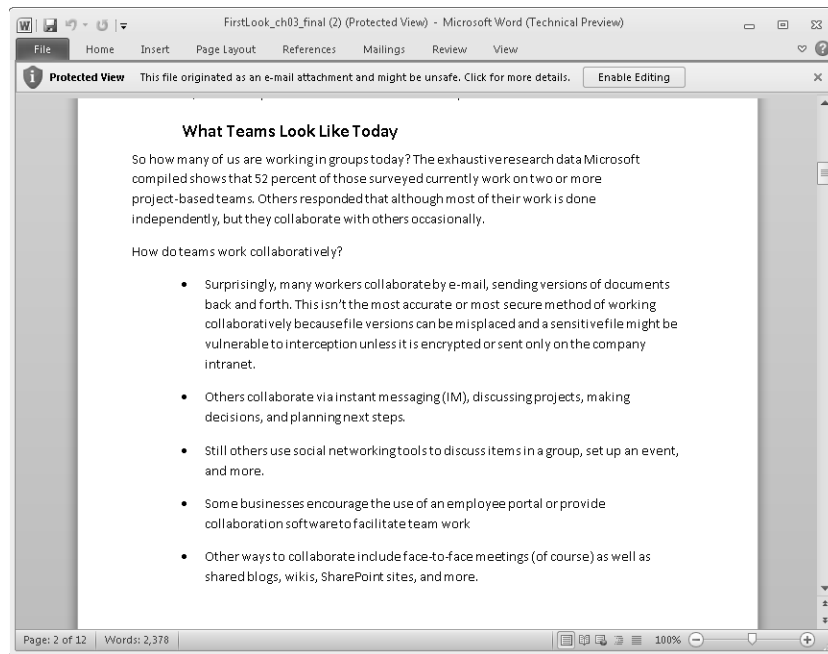 FirstLook_ch03_final (2) (Protected View) - Microsoft Word (Technical Preview)
File Home Insert Page Layout References Mailings Review View
Protected View This file originated as an e-mail attachment and might be unsafe. Click for more details. Enable Editing
What Teams Look Like Today
So how many of us are working in groups today? The exhaustive research data Microsoft
compiled shows that 52 percent of those surveyed currently work on two or more
project-based teams. Others responded that although most of their work is done
independently, but they collaborate with others occasionally.
How do teams work collaboratively?
• Surprisingly, many workers collaborate by e-mail, sending versions of documents
back and forth. This isn't the most accurate or most secure method of working
collaboratively because file versions can be misplaced and a sensitive file might be
vulnerable to interception unless it is encrypted or sent only on the company
intranet.
• Others collaborate via instant messaging (IM), discussing projects, making
decisions, and planning next steps.
• Still others use social networking tools to discuss items in a group, set up an event,
and more.
• Some businesses encourage the use of an employee portal or provide
collaboration software to facilitate team work
• Other ways to collaborate include face-to-face meetings (of course) as well as
shared blogs, wikis, SharePoint sites, and more.
Page: 2 of 12 Words: 2,378 100%